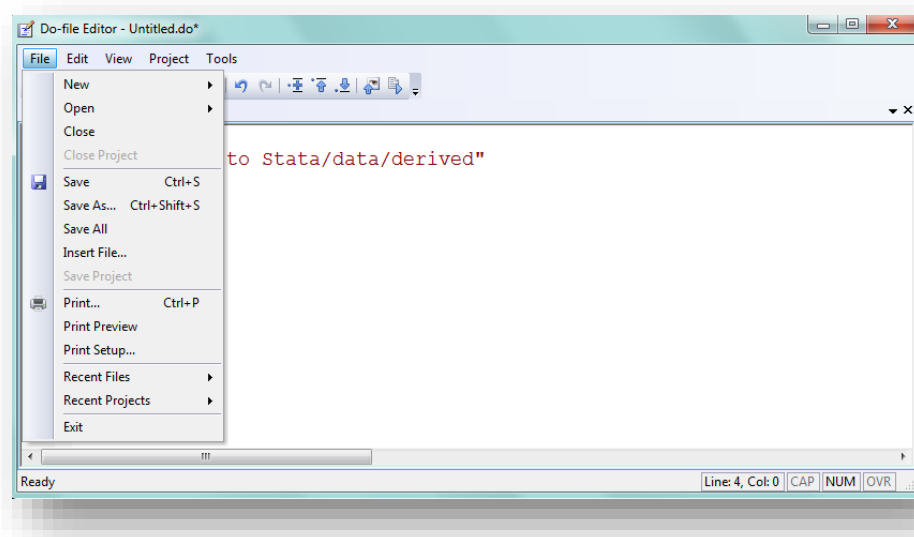 Do-file Editor - Untitled.do*
File Edit View Project Tools
New
Open
Close
Close Project
to Stata/data/derived"
Save Ctrl+S
Save As... Ctrl+Shift+S
Save All
Insert File...
Save Project
Print... Ctrl+P
Print Preview
Print Setup...
Recent Files
Recent Projects
Exit
Ready Line: 4, Col: 0 CAP NUM OVR